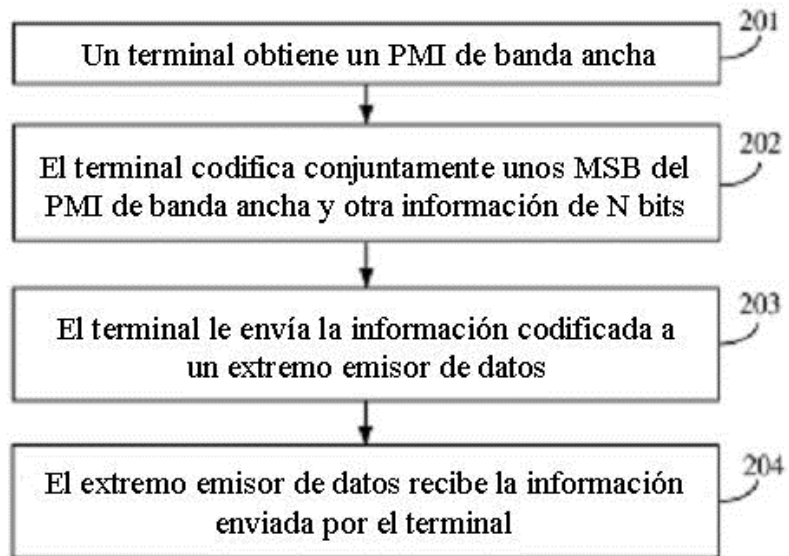 201
Un terminal obtiene un PMI de banda ancha
202
El terminal codifica conjuntamente unos MSB del
PMI de banda ancha y otra información de N bits
203
El terminal le envía la información codificada a
un extremo emisor de datos
204
El extremo emisor de datos recibe la información
enviada por el terminal